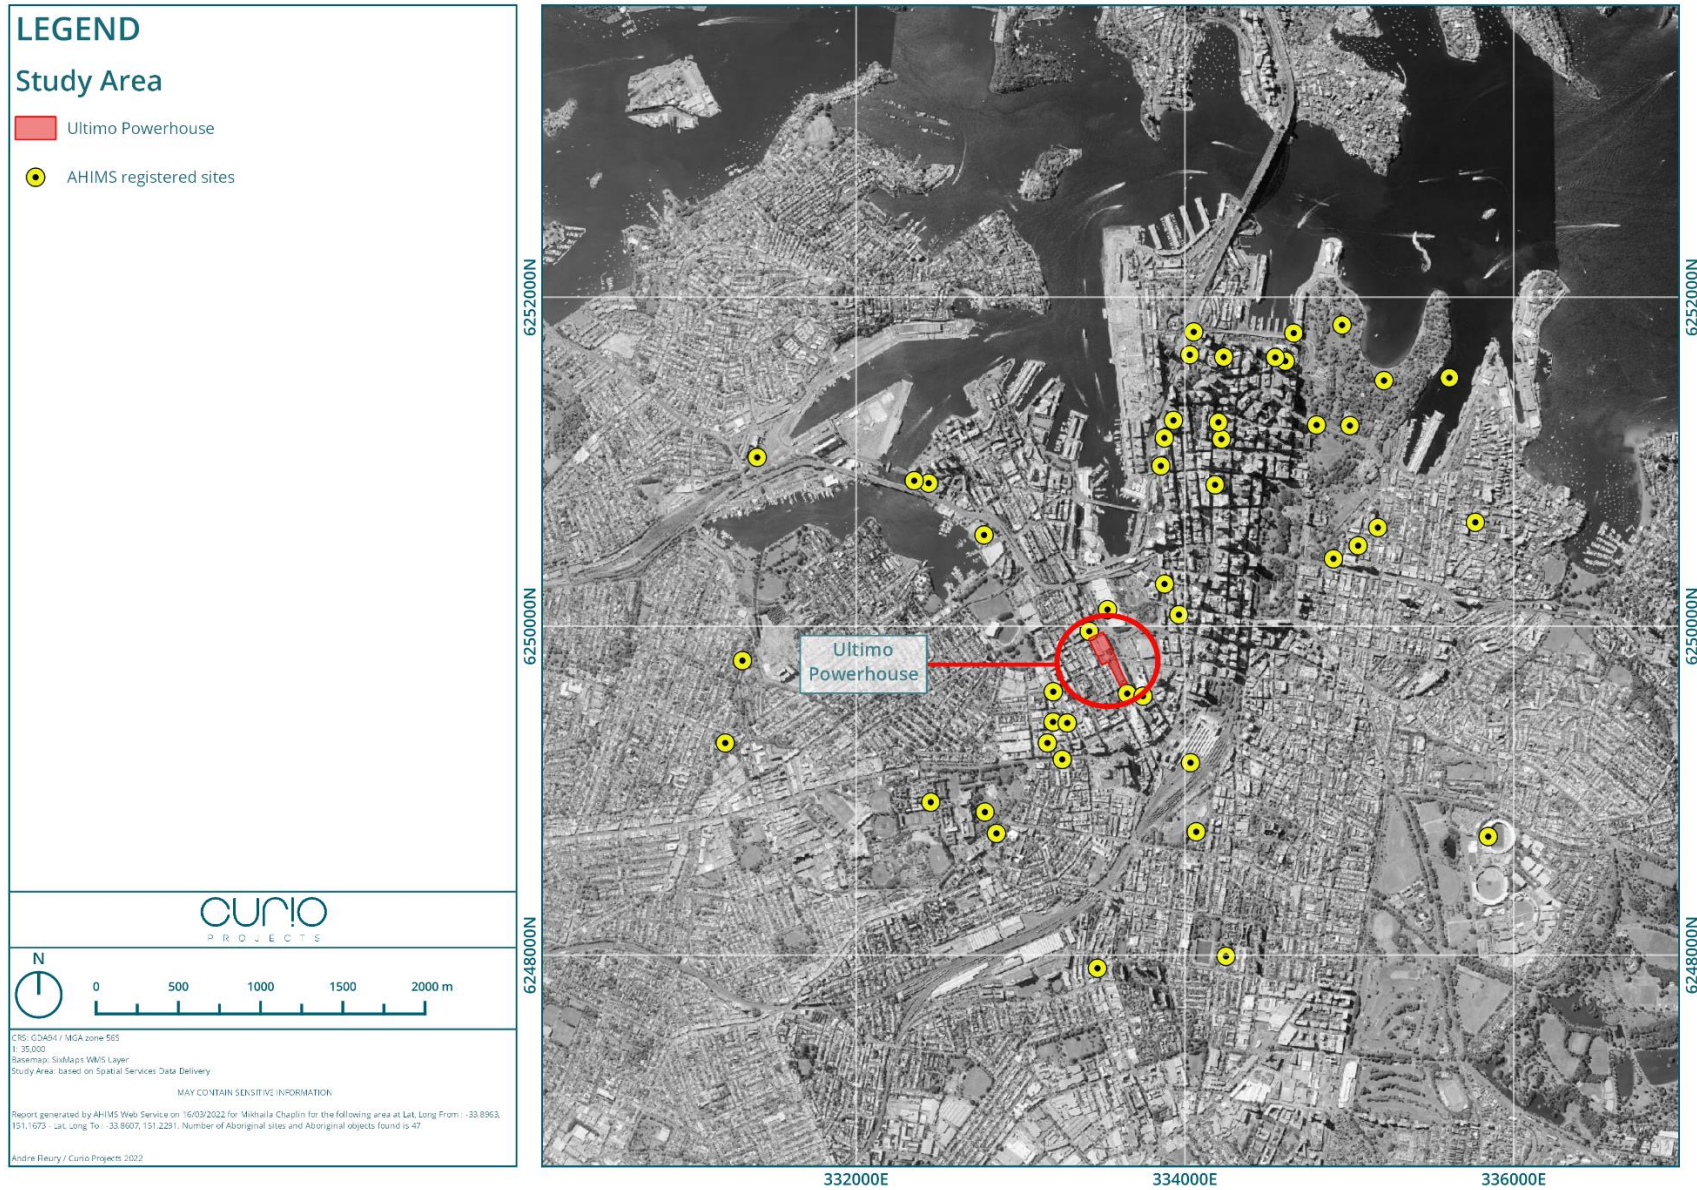 LEGEND
Study Area
Ultimo Powerhouse
AHIMS registered sites
CURIO
PROJECTS
N
0 500 1000 1500 2000 m
CRS: GDA94 / MGA zone 56S
1: 35,000
Basemap: SixMaps WMS Layer
Study Area: based on Spatial Services Data Delivery
MAY CONTAIN SENSITIVE INFORMATION
Report generated by AHIMS Web Service on 16/03/2022 for Mikhaila Chaplin for the following area at Lat, Long From : -33.8963,
151.1673 - Lat, Long To : -33.8607, 151.2291. Number of Aboriginal sites and Aboriginal objects found is 47
Andre Fleury / Curio Projects 2022
6252000N
6250000N
6248000N
Ultimo
Powerhouse
6252000N
6250000N
6248000N
332000E 334000E 336000E